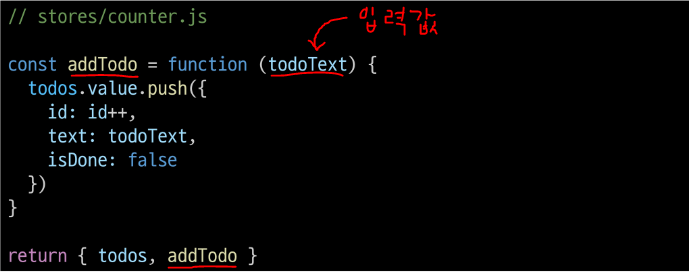 // stores/counter.js
입력값
const addTodo = function (todoText) {
  todos.value.push({
    id: id++,
    text: todoText,
    isDone: false
  })
}
return { todos, addTodo }